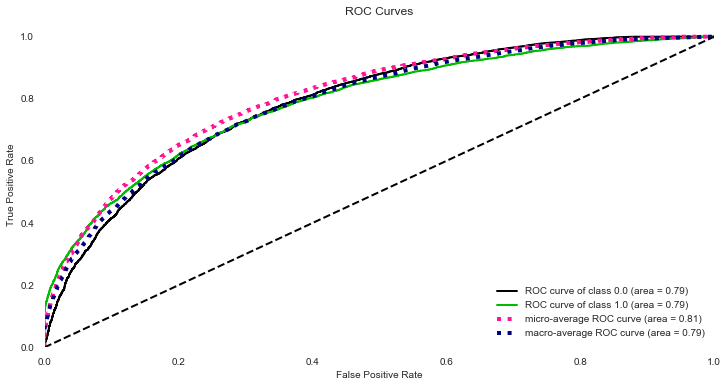 ROC Curves
True Positive Rate
1.0
0.8
0.6
0.4
0.2
0.0
ROC curve of class 0.0 (area = 0.79)
ROC curve of class 1.0 (area = 0.79)
micro-average ROC curve (area = 0.81)
macro-average ROC curve (area = 0.79)
0.0 0.2 0.4 0.6 0.8 1.0
False Positive Rate